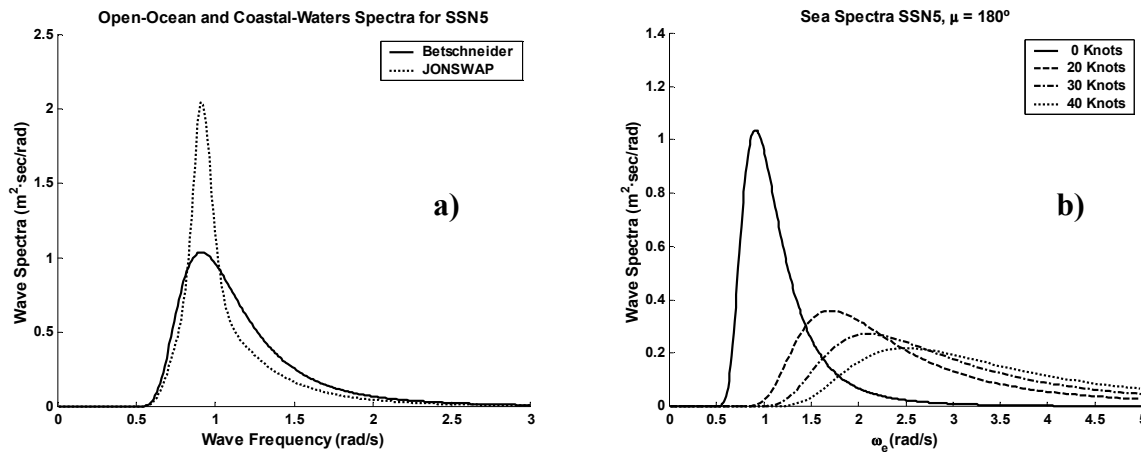 Open-Ocean and Coastal-Waters Spectra for SSN5
Wave Spectra (m²·sec/rad)
2.5
2
1.5
1
0.5
0
Betschneider
JONSWAP
a)
0 0.5 1 1.5 2 2.5 3
Wave Frequency (rad/s)
Sea Spectra SSN5, μ = 180º
Wave Spectra (m²·sec/rad)
1.4
1.2
1
0.8
0.6
0.4
0.2
0
0 Knots
20 Knots
30 Knots
40 Knots
b)
0 0.5 1 1.5 2 2.5 3 3.5 4 4.5 5
ωe (rad/s)